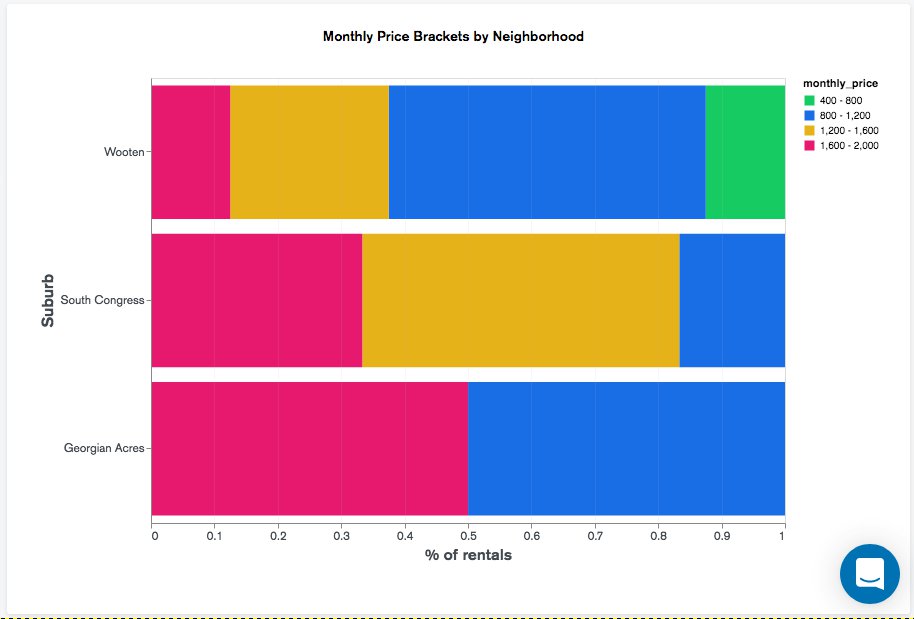 Monthly Price Brackets by Neighborhood
monthly_price
400 - 800
800 - 1,200
1,200 - 1,600
1,600 - 2,000
Suburb
Wooten
South Congress
Georgian Acres
0 0.1 0.2 0.3 0.4 0.5 0.6 0.7 0.8 0.9 1
% of rentals